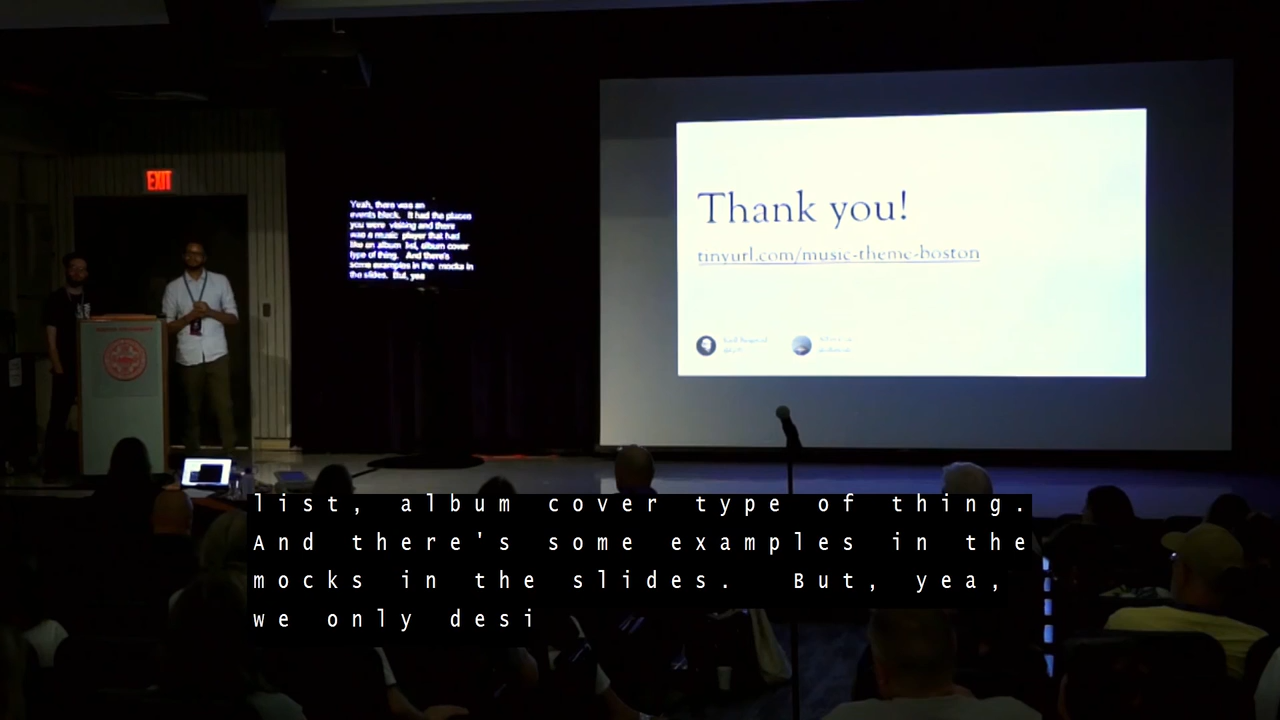 EXIT
Yeah, there was an
events block. It had the places
you were visiting and there
was a music player that had
like an album list, album cover
type of thing. And there's
some examples in the mocks in
the slides. But, yea
Thank you!
tinyurl.com/music-theme-boston
list, album cover type of thing.
And there's some examples in the
mocks in the slides. But, yea,
we only desi